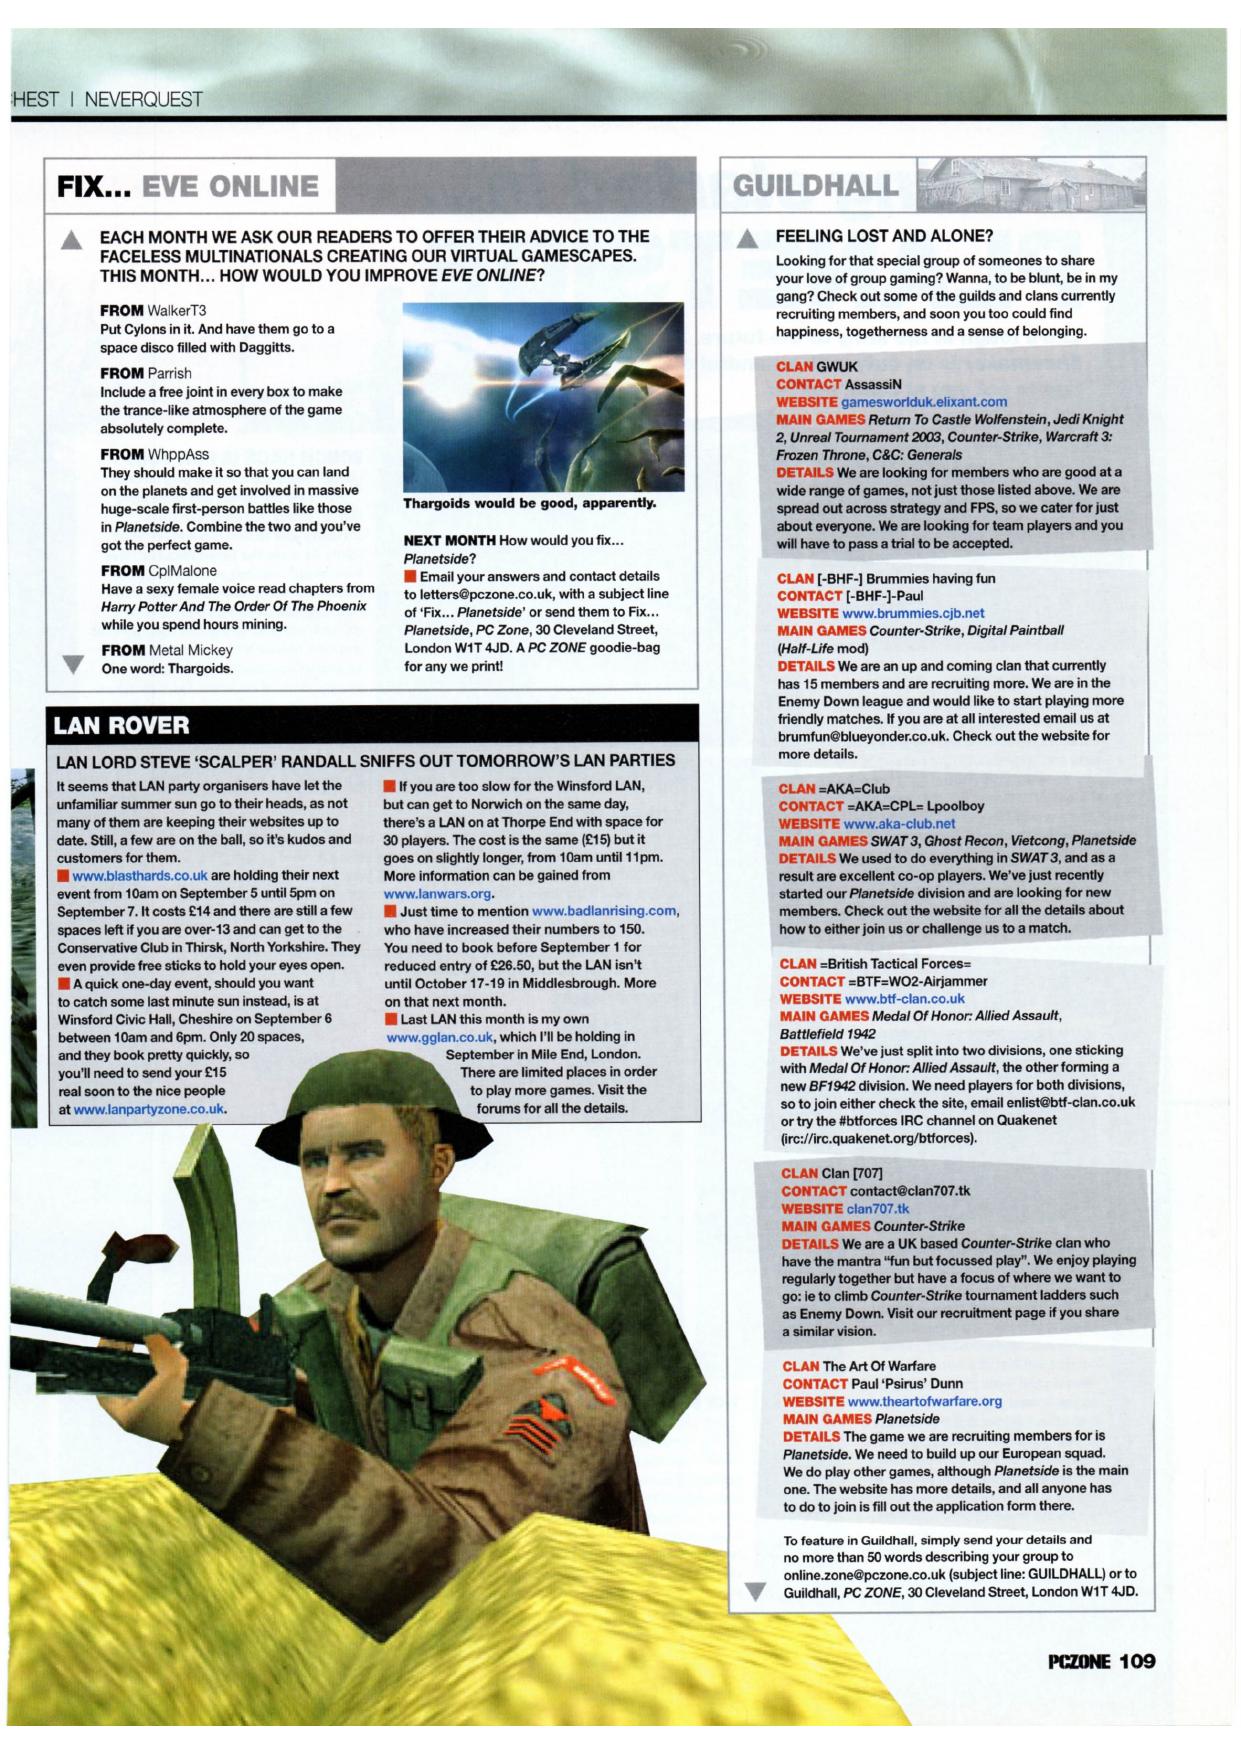 HEST | NEVERQUEST
FIX... EVE ONLINE
EACH MONTH WE ASK OUR READERS TO OFFER THEIR ADVICE TO THE
FACELESS MULTINATIONALS CREATING OUR VIRTUAL GAMESCAPES.
THIS MONTH... HOW WOULD YOU IMPROVE EVE ONLINE?
FROM WalkerT3
Put Cylons in it. And have them go to a
space disco filled with Daggitts.
FROM Parrish
Include a free joint in every box to make
the trance-like atmosphere of the game
absolutely complete.
FROM WhppAss
They should make it so that you can land
on the planets and get involved in massive
huge-scale first-person battles like those
in Planetside. Combine the two and you've
got the perfect game.
FROM CplMalone
Have a sexy female voice read chapters from
Harry Potter And The Order Of The Phoenix
while you spend hours mining.
FROM Metal Mickey
One word: Thargoids.
Thargoids would be good, apparently.
NEXT MONTH How would you fix...
Planetside?
Email your answers and contact details
to letters@pczone.co.uk, with a subject line
of 'Fix... Planetside' or send them to Fix...
Planetside, PC Zone, 30 Cleveland Street,
London W1T 4JD. A PC ZONE goodie-bag
for any we print!
LAN ROVER
LAN LORD STEVE 'SCALPER' RANDALL SNIFFS OUT TOMORROW'S LAN PARTIES
It seems that LAN party organisers have let the
unfamiliar summer sun go to their heads, as not
many of them are keeping their websites up to
date. Still, a few are on the ball, so it's kudos and
customers for them.
www.blasthards.co.uk are holding their next
event from 10am on September 5 until 5pm on
September 7. It costs £14 and there are still a few
spaces left if you are over-13 and can get to the
Conservative Club in Thirsk, North Yorkshire. They
even provide free sticks to hold your eyes open.
A quick one-day event, should you want
to catch some last minute sun instead, is at
Winsford Civic Hall, Cheshire on September 6
between 10am and 6pm. Only 20 spaces,
and they book pretty quickly, so
you'll need to send your £15
real soon to the nice people
at www.lanpartyzone.co.uk.
If you are too slow for the Winsford LAN,
but can get to Norwich on the same day,
there's a LAN on at Thorpe End with space for
30 players. The cost is the same (£15) but it
goes on slightly longer, from 10am until 11pm.
More information can be gained from
www.lanwars.org.
Just time to mention www.badlanrising.com,
who have increased their numbers to 150.
You need to book before September 1 for
reduced entry of £26.50, but the LAN isn't
until October 17-19 in Middlesbrough. More
on that next month.
Last LAN this month is my own
www.gglan.co.uk, which I'll be holding in
September in Mile End, London.
There are limited places in order
to play more games. Visit the
forums for all the details.
GUILDHALL
FEELING LOST AND ALONE?
Looking for that special group of someones to share
your love of group gaming? Wanna, to be blunt, be in my
gang? Check out some of the guilds and clans currently
recruiting members, and soon you too could find
happiness, togetherness and a sense of belonging.
CLAN GWUK
CONTACT AssassiN
WEBSITE gamesworlduk.elixant.com
MAIN GAMES Return To Castle Wolfenstein, Jedi Knight
2, Unreal Tournament 2003, Counter-Strike, Warcraft 3:
Frozen Throne, C&C: Generals
DETAILS We are looking for members who are good at a
wide range of games, not just those listed above. We are
spread out across strategy and FPS, so we cater for just
about everyone. We are looking for team players and you
will have to pass a trial to be accepted.
CLAN [-BHF-] Brummies having fun
CONTACT [-BHF-]-Paul
WEBSITE www.brummies.cjb.net
MAIN GAMES Counter-Strike, Digital Paintball
(Half-Life mod)
DETAILS We are an up and coming clan that currently
has 15 members and are recruiting more. We are in the
Enemy Down league and would like to start playing more
friendly matches. If you are at all interested email us at
brumfun@blueyonder.co.uk. Check out the website for
more details.
CLAN =AKA=Club
CONTACT =AKA=CPL= Lpoolboy
WEBSITE www.aka-club.net
MAIN GAMES SWAT 3, Ghost Recon, Vietcong, Planetside
DETAILS We used to do everything in SWAT 3, and as a
result are excellent co-op players. We've just recently
started our Planetside division and are looking for new
members. Check out the website for all the details about
how to either join us or challenge us to a match.
CLAN =British Tactical Forces=
CONTACT =BTF=WO2-Airjammer
WEBSITE www.btf-clan.co.uk
MAIN GAMES Medal Of Honor: Allied Assault,
Battlefield 1942
DETAILS We've just split into two divisions, one sticking
with Medal Of Honor: Allied Assault, the other forming a
new BF1942 division. We need players for both divisions,
so to join either check the site, email enlist@btf-clan.co.uk
or try the #btforces IRC channel on Quakenet
(irc://irc.quakenet.org/btforces).
CLAN Clan [707]
CONTACT contact@clan707.tk
WEBSITE clan707.tk
MAIN GAMES Counter-Strike
DETAILS We are a UK based Counter-Strike clan who
have the mantra "fun but focussed play". We enjoy playing
regularly together but have a focus of where we want to
go: ie to climb Counter-Strike tournament ladders such
as Enemy Down. Visit our recruitment page if you share
a similar vision.
CLAN The Art Of Warfare
CONTACT Paul 'Psirus' Dunn
WEBSITE www.theartofwarfare.org
MAIN GAMES Planetside
DETAILS The game we are recruiting members for is
Planetside. We need to build up our European squad.
We do play other games, although Planetside is the main
one. The website has more details, and all anyone has
to do to join is fill out the application form there.
To feature in Guildhall, simply send your details and
no more than 50 words describing your group to
online.zone@pczone.co.uk (subject line: GUILDHALL) or to
Guildhall, PC ZONE, 30 Cleveland Street, London W1T 4JD.
PCZONE 109